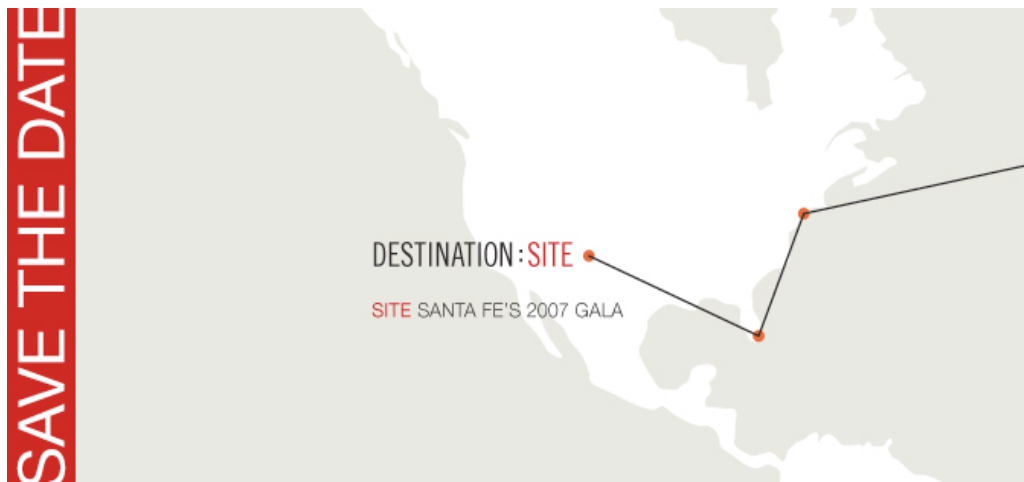 SAVE THE DATE
DESTINATION:SITE
SITE SANTA FE'S 2007 GALA